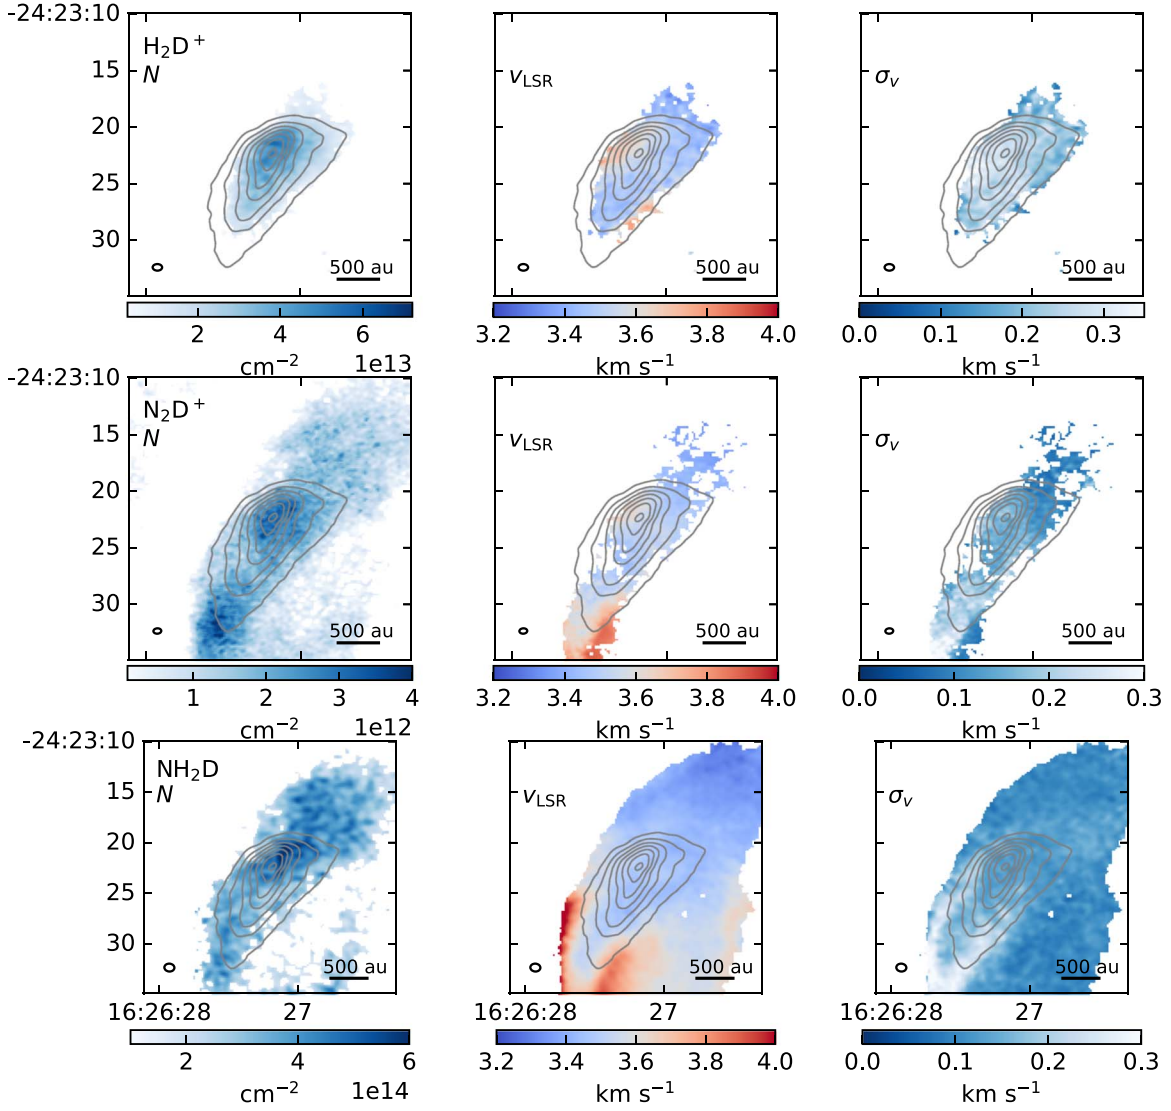 -24:23:10
H₂D⁺
N
v_LSR
σ_v
15
20
25
30
500 au
500 au
500 au
2 4 6
3.2 3.4 3.6 3.8 4.0
0.0 0.1 0.2 0.3
cm⁻² 1e13
km s⁻¹
km s⁻¹
-24:23:10
N₂D⁺
N
v_LSR
σ_v
15
20
25
30
500 au
500 au
500 au
1 2 3 4
3.2 3.4 3.6 3.8 4.0
0.0 0.1 0.2 0.3
cm⁻² 1e12
km s⁻¹
km s⁻¹
-24:23:10
NH₂D
N
v_LSR
σ_v
15
20
25
30
500 au
500 au
500 au
16:26:28 27
16:26:28 27
16:26:28 27
2 4 6
3.2 3.4 3.6 3.8 4.0
0.0 0.1 0.2 0.3
cm⁻² 1e14
km s⁻¹
km s⁻¹